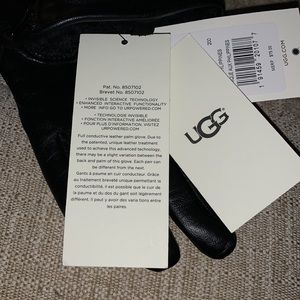 Pat. No. 8507102
Brevet No. 8507102
• INVISIBLE SCIENCE TECHNOLOGY
• ENHANCED INTERACTIVE FUNCTIONALITY
• MORE INFO GO TO URPOWERED.COM
• TECHNOLOGIE INVISIBLE
• FONCTION INTERACTIVE AMÉLIORÉE
• POUR PLUS D'INFORMATION VISITEZ
URPOWERED.COM
Full conductive leather palm glove. Due to
the patented, unique leather treatment
used to achieve this advanced technology,
there may be a slight variation between the
back and palm of this glove. Each pair can
be different from the next.
Gants à paume en cuir conducteur. Grâce
au traitement breveté unique permettant la
conductibilité, il est possible que le cuir de
la paume et du dos du gant soit légèrement
différent. Il peut y avoir des variations entre
les paires.
UGG
UGG.COM